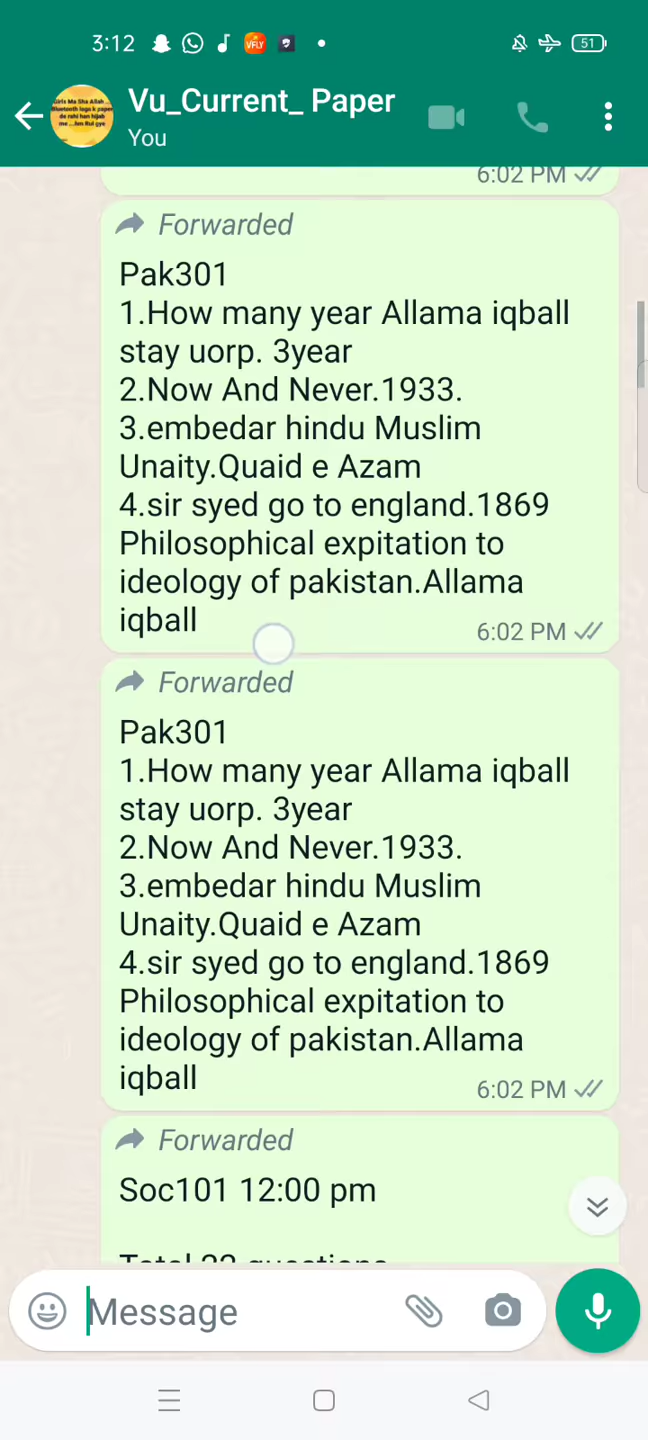 3:12
VFLY
51
Vu_Current_ Paper
You
6:02 PM
Forwarded
Pak301
1.How many year Allama iqball
stay uorp. 3year
2.Now And Never.1933.
3.embedar hindu Muslim
Unaity.Quaid e Azam
4.sir syed go to england.1869
Philosophical expitation to
ideology of pakistan.Allama
iqball
6:02 PM
Forwarded
Pak301
1.How many year Allama iqball
stay uorp. 3year
2.Now And Never.1933.
3.embedar hindu Muslim
Unaity.Quaid e Azam
4.sir syed go to england.1869
Philosophical expitation to
ideology of pakistan.Allama
iqball
6:02 PM
Forwarded
Soc101 12:00 pm
Total 22 questions
Message